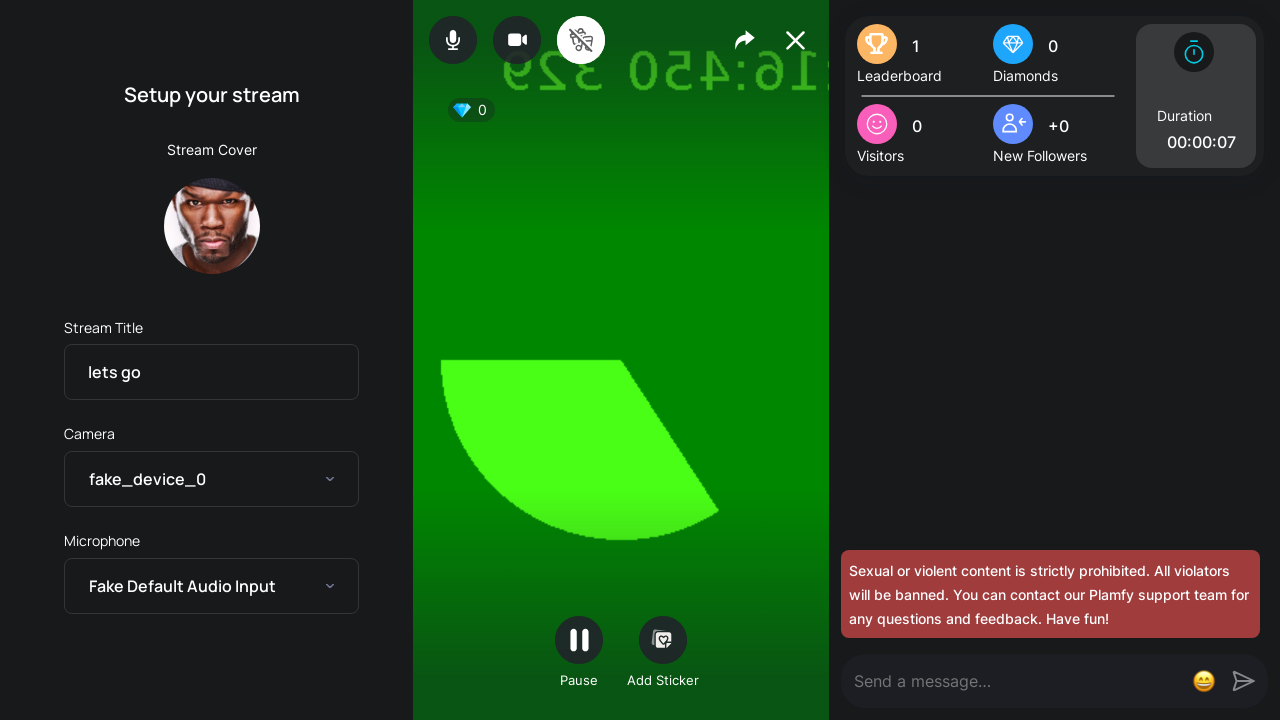 Setup your stream
Stream Cover
Stream Title
lets go
Camera
fake_device_0
Microphone
Fake Default Audio Input
0
Pause
Add Sticker
1
Leaderboard
0
Diamonds
0
Visitors
+0
New Followers
Duration
00:00:07
Sexual or violent content is strictly prohibited. All violators
will be banned. You can contact our Plamfy support team for
any questions and feedback. Have fun!
Send a message...